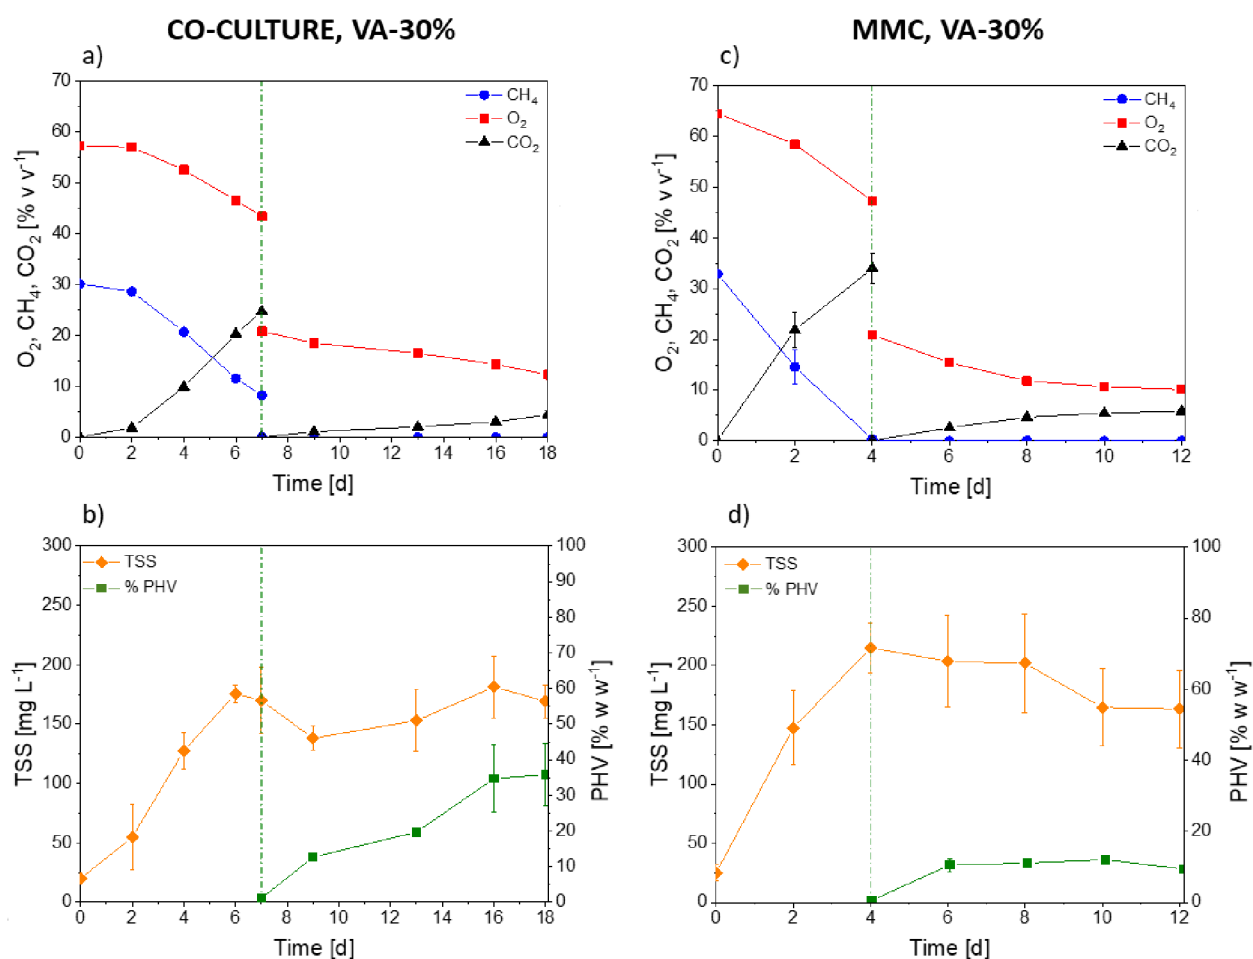 CO-CULTURE, VA-30%
MMC, VA-30%
a)
70
60
50
40
30
20
10
0
O2, CH4, CO2 [% v v-1]
CH4
O2
CO2
0 2 4 6 8 10 12 14 16 18
Time [d]
c)
70
60
50
40
30
20
10
0
O2, CH4, CO2 [% v v-1]
CH4
O2
CO2
0 2 4 6 8 10 12
Time [d]
b)
300
250
200
150
100
50
0
TSS [mg L-1]
TSS
% PHV
100
90
80
70
60
50
40
30
20
10
0
PHV [% w w-1]
0 2 4 6 8 10 12 14 16 18
Time [d]
d)
300
250
200
150
100
50
0
TSS [mg L-1]
TSS
% PHV
100
80
60
40
20
0
PHV [% w w-1]
0 2 4 6 8 10 12
Time [d]